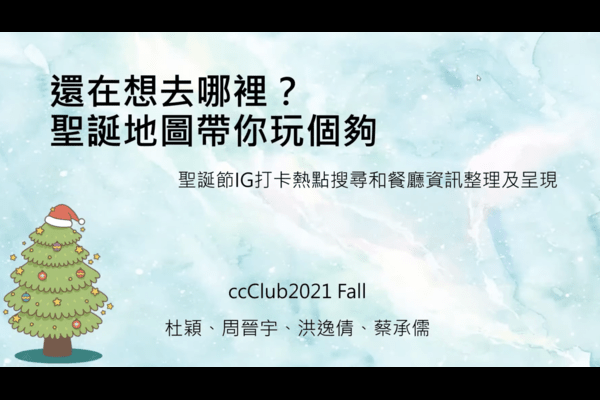 還在想去哪裡？
聖誕地圖帶你玩個夠
聖誕節IG打卡熱點搜尋和餐廳資訊整理及呈現
ccClub2021 Fall
杜穎、周晉宇、洪逸倩、蔡承儒